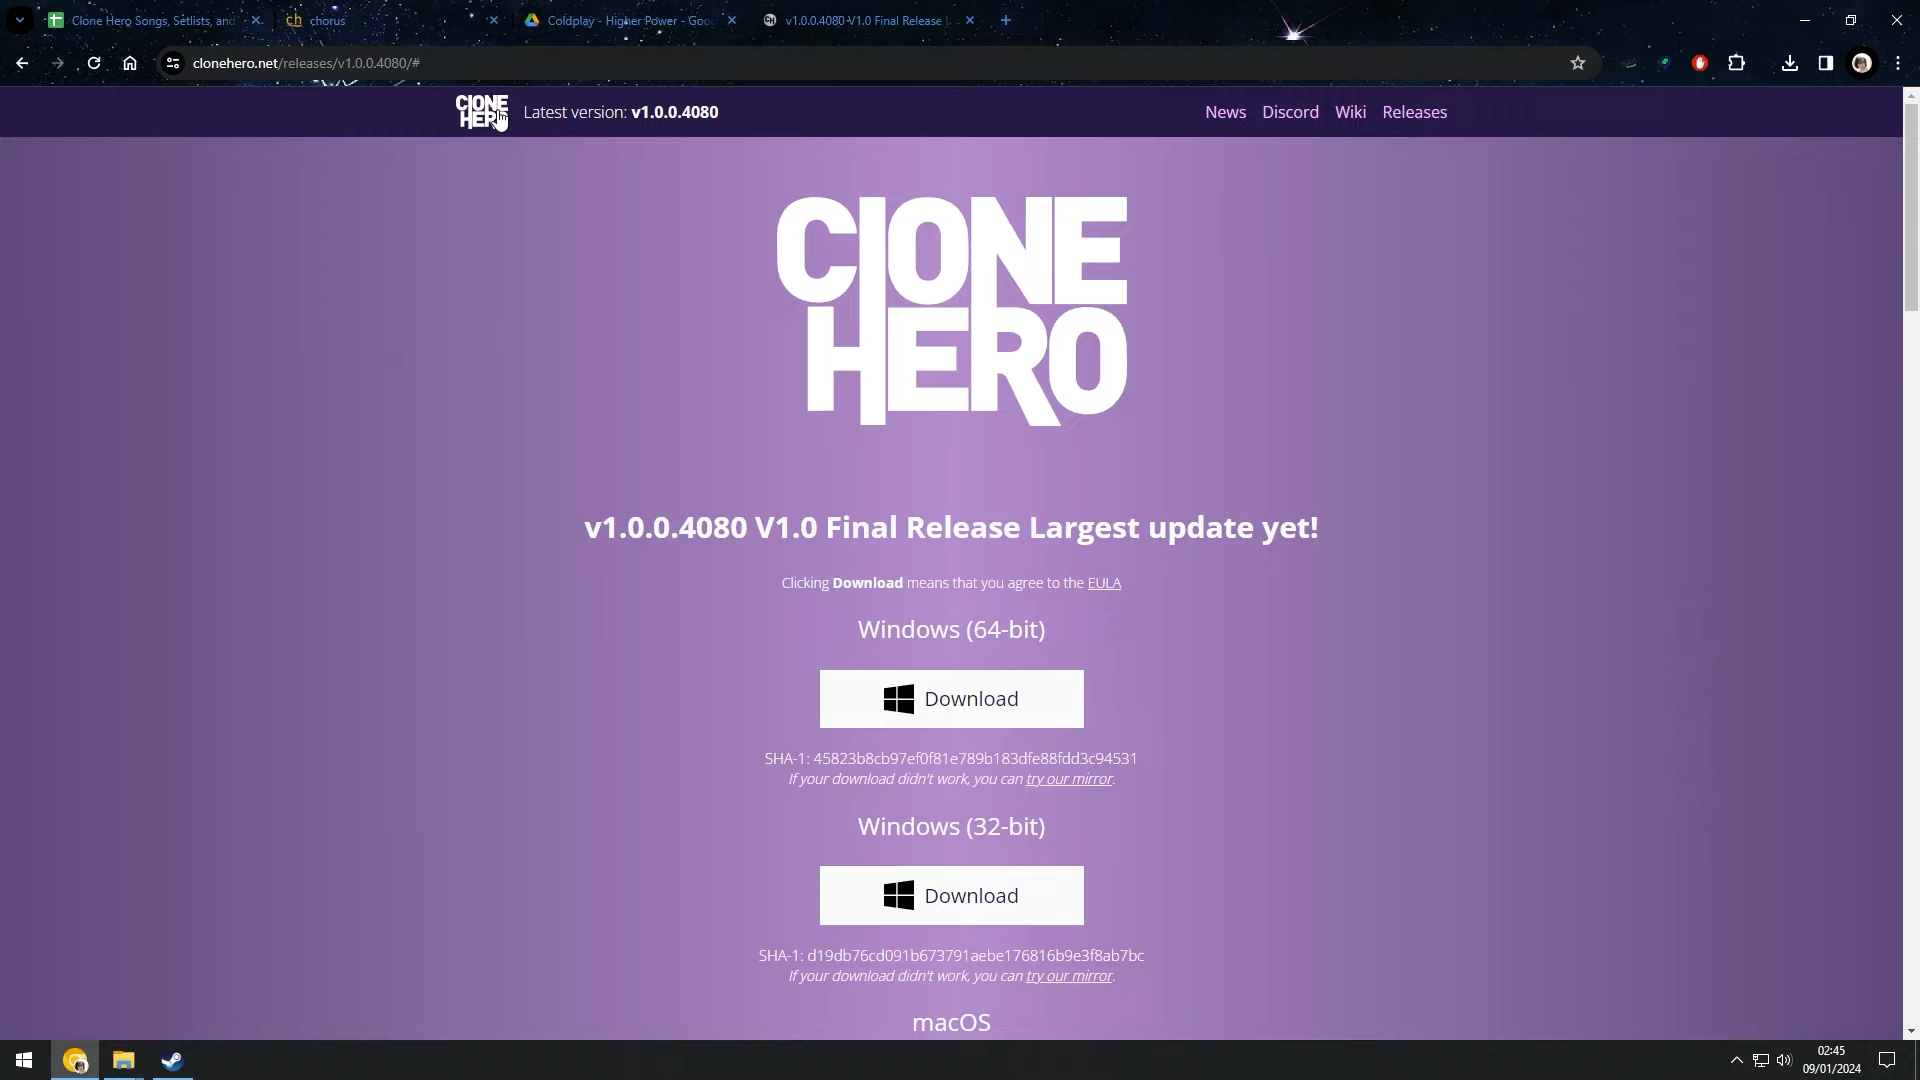 Clone Hero Songs, Setlists, and
ch chorus
Coldplay - Higher Power - Goo
v1.0.0.4080 V1.0 Final Release L
clonehero.net/releases/v1.0.0.4080/#
CLONE HERO
Latest version: v1.0.0.4080
News
Discord
Wiki
Releases
CLONE
HERO
v1.0.0.4080 V1.0 Final Release Largest update yet!
Clicking Download means that you agree to the EULA
Windows (64-bit)
Download
SHA-1: 45823b8cb97ef0f81e789b183dfe88fdd3c94531
If your download didn't work, you can try our mirror.
Windows (32-bit)
Download
SHA-1: d19db76cd091b673791aebe176816b9e3f8ab7bc
If your download didn't work, you can try our mirror.
macOS
02:45
09/01/2024